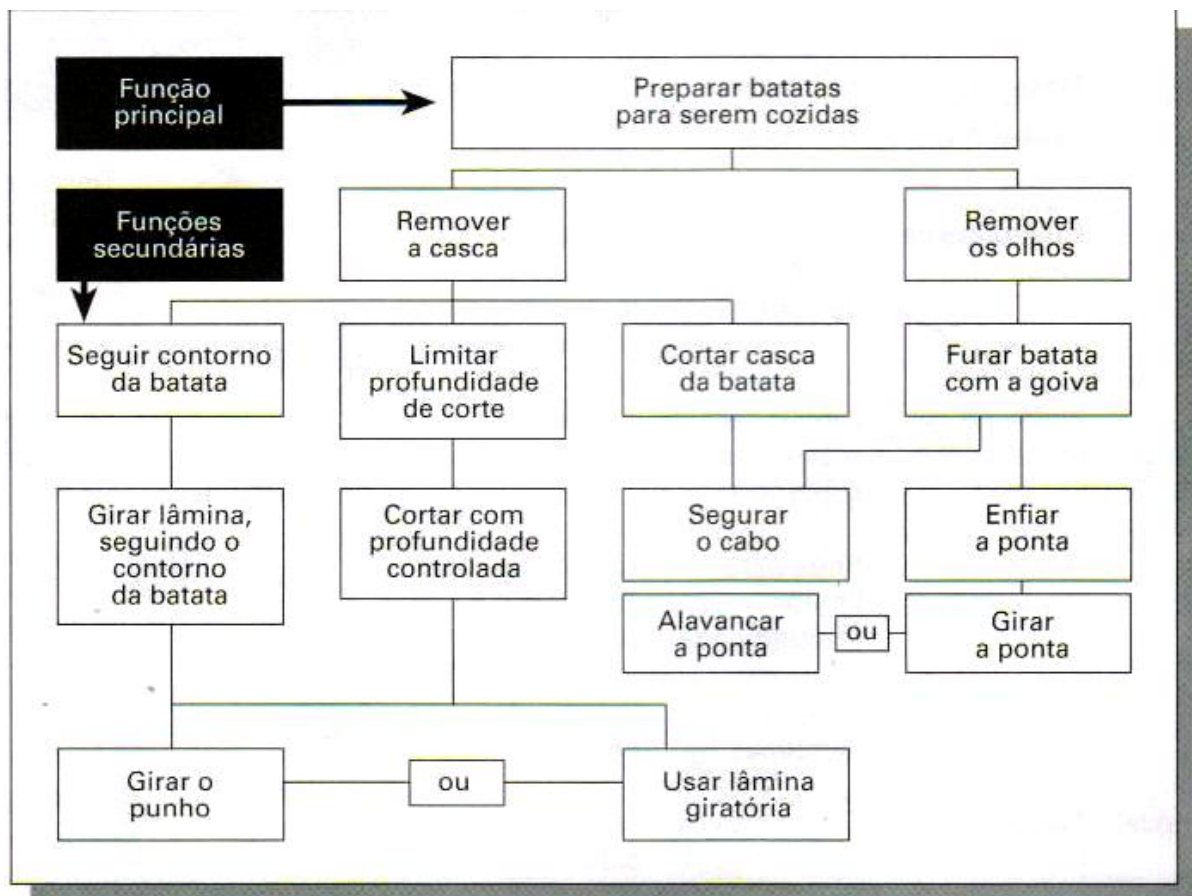 Função
principal
Preparar batatas
para serem cozidas
Funções
secundárias
Remover
a casca
Remover
os olhos
Seguir contorno
da batata
Limitar
profundidade
de corte
Cortar casca
da batata
Furar batata
com a goiva
Girar lâmina,
seguindo o
contorno
da batata
Cortar com
profundidade
controlada
Segurar
o cabo
Enfiar
a ponta
Alavancar
a ponta
ou
Girar
a ponta
Girar o
punho
ou
Usar lâmina
giratória